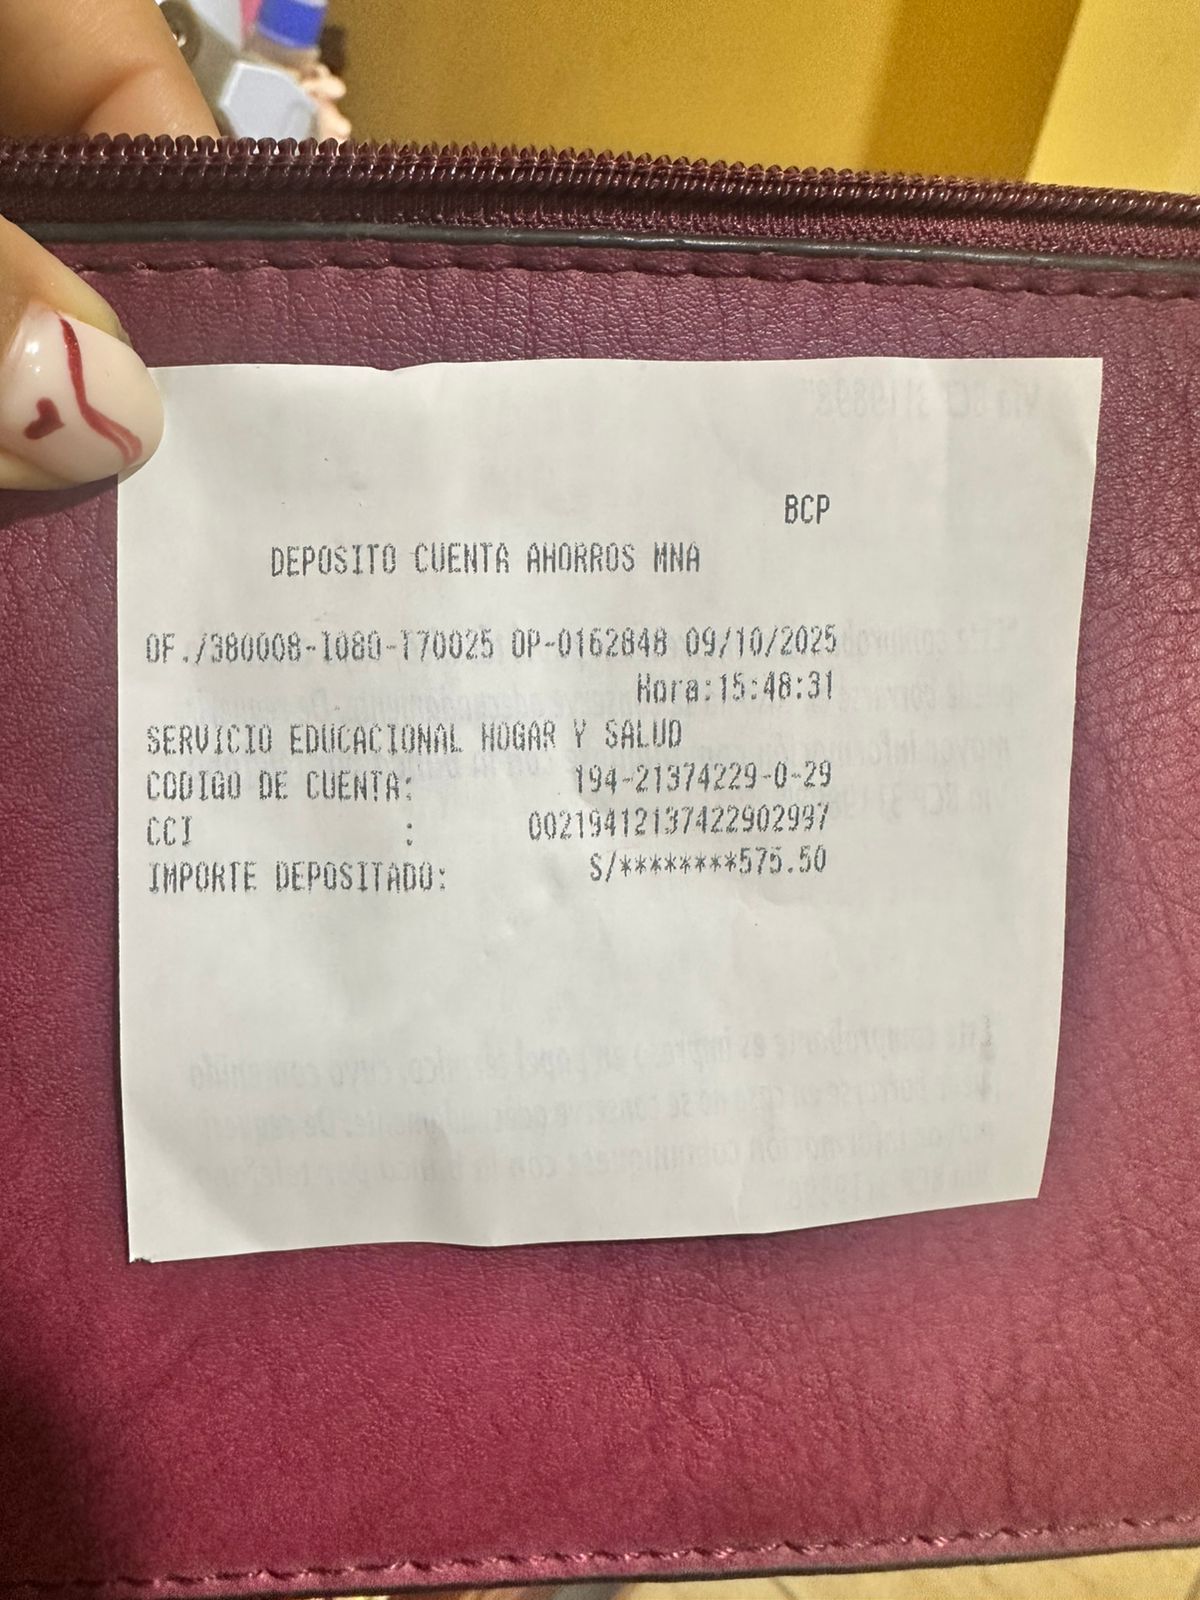 BCP
DEPOSITO CUENTA AHORROS MNA
OF./380008-I080-T70025 OP-0162848 09/10/2025
Hora:15:48:31
SERVICIO EDUCACIONAL HOGAR Y SALUD
CODIGO DE CUENTA: 194-21374229-0-29
CCI : 00219412137422902997
IMPORTE DEPOSITADO: S/********575.50